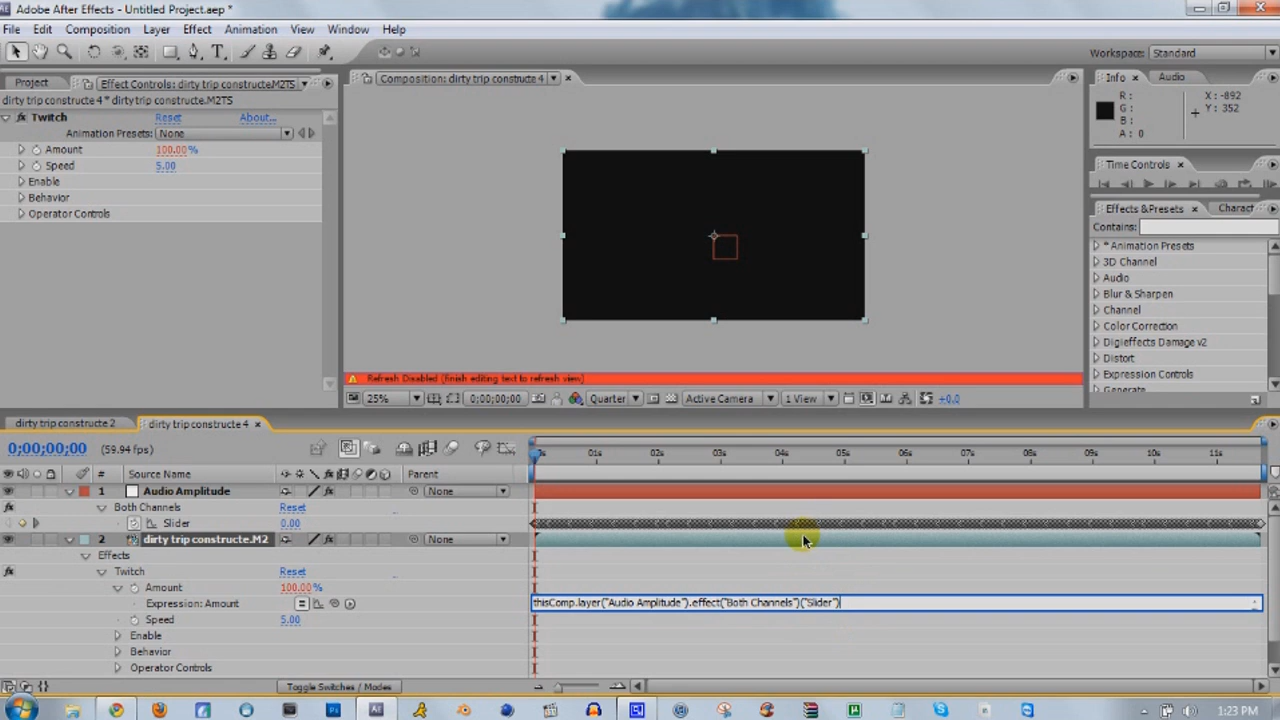 Adobe After Effects - Untitled Project.aep *
File Edit Composition Layer Effect Animation View Window Help
Workspace: Standard
Project Effect Controls: dirty trip constructe.M2TS
dirty trip constructe 4 * dirty trip constructe.M2TS
Twitch Reset About...
Animation Presets: None
Amount 100.00 %
Speed 5.00
Enable
Behavior
Operator Controls
Composition: dirty trip constructe 4
Refresh Disabled (finish editing text to refresh view)
25% 0;00;00;00 Quarter Active Camera 1 View +0.0
Info Audio
R : X : -892
G : Y : 352
B :
A : 0
Time Controls
Effects & Presets Charact
Contains:
* Animation Presets
3D Channel
Audio
Blur & Sharpen
Channel
Color Correction
Digieffects Damage v2
Distort
Expression Controls
Generate
dirty trip constructe 2 dirty trip constructe 4
0;00;00;00 (59.94 fps)
0s 01s 02s 03s 04s 05s 06s 07s 08s 09s 10s 11s
# Source Name Parent
1 Audio Amplitude None
Both Channels Reset
Slider 0.00
2 dirty trip constructe.M2 None
Effects
Twitch Reset
Amount 100.00 %
Expression: Amount thisComp.layer("Audio Amplitude").effect("Both Channels")("Slider")
Speed 5.00
Enable
Behavior
Operator Controls
Toggle Switches / Modes
1:23 PM